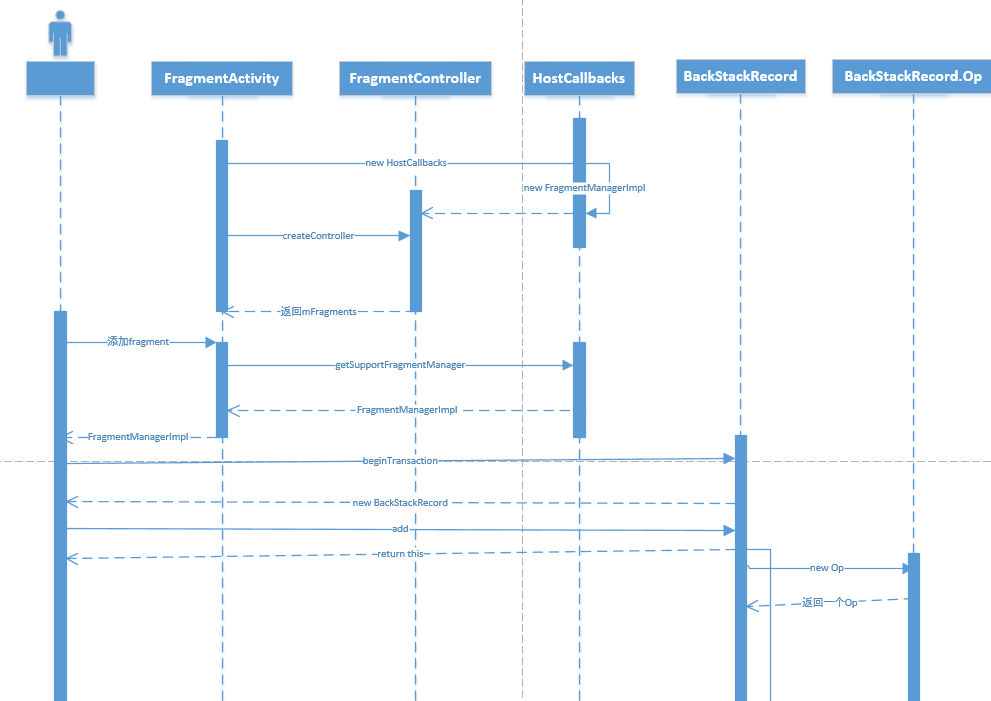 FragmentActivity
FragmentController
HostCallbacks
BackStackRecord
BackStackRecord.Op
new HostCallbacks
new FragmentManagerImpl
createController
返回mFragments
添加fragment
getSupportFragmentManager
FragmentManagerImpl
FragmentManagerImpl
beginTransaction
new BackStackRecord
add
return this
new Op
返回一个Op